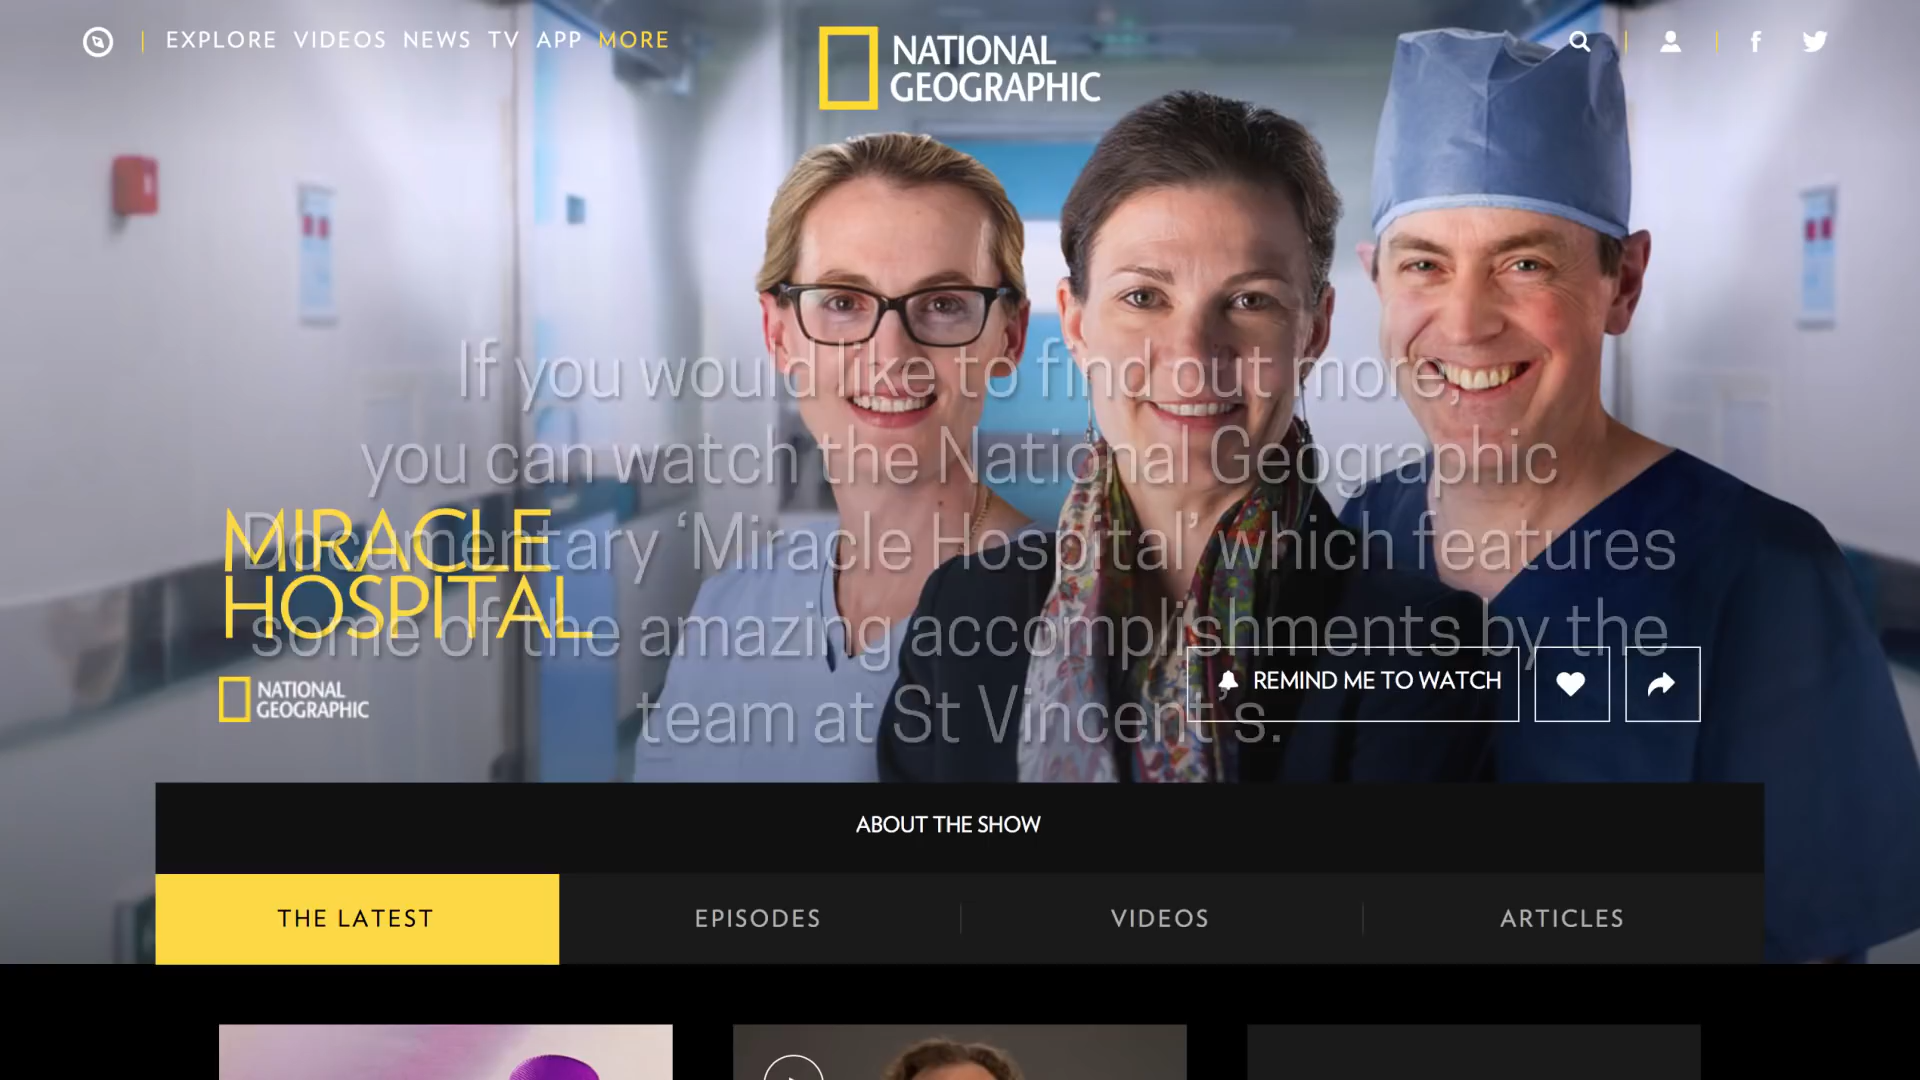 EXPLORE VIDEOS NEWS TV APP MORE
NATIONAL
GEOGRAPHIC
If you would like to find out more,
you can watch the National Geographic
Documentary ‘Miracle Hospital’ which features
some of the amazing accomplishments by the
team at St Vincent's.
MIRACLE
HOSPITAL
NATIONAL
GEOGRAPHIC
REMIND ME TO WATCH
ABOUT THE SHOW
THE LATEST EPISODES VIDEOS ARTICLES